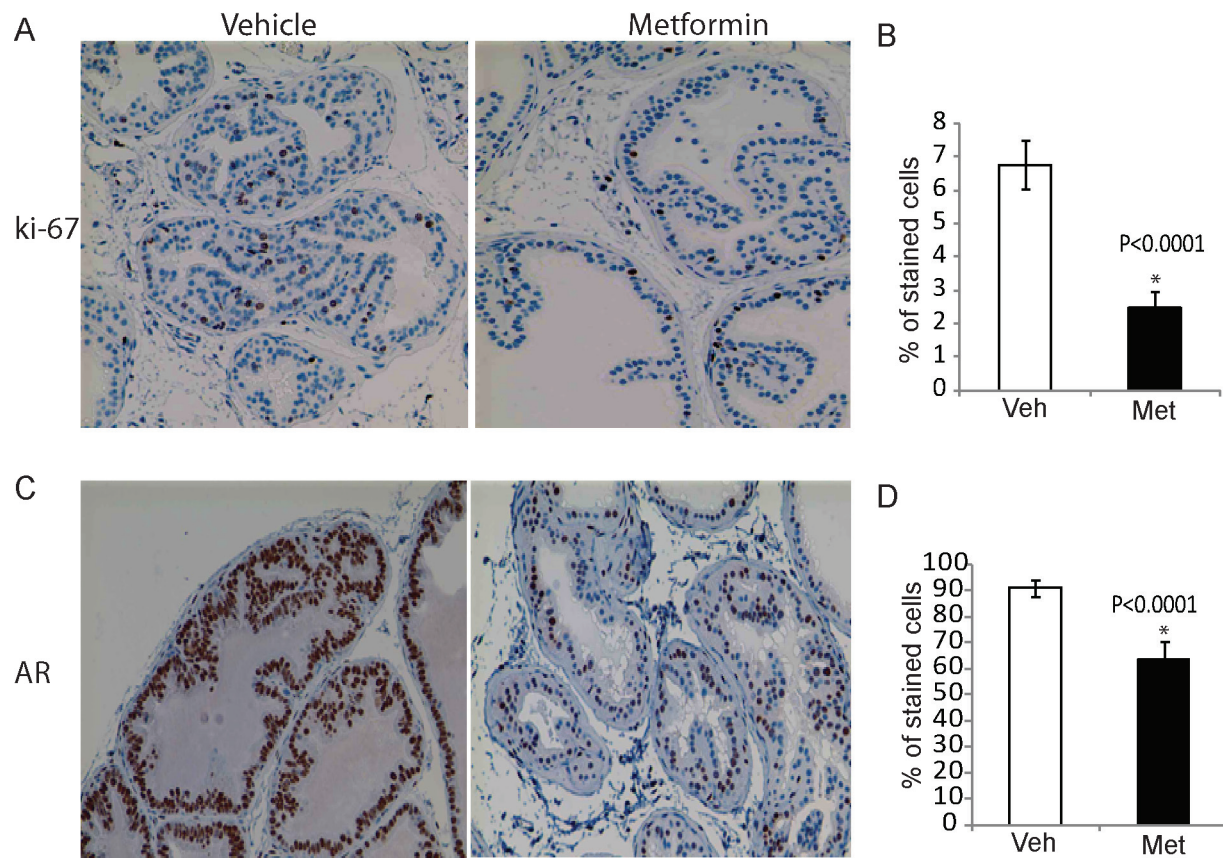 A
Vehicle
Metformin
ki-67
B
% of stained cells
8
7
6
5
4
3
2
1
0
P<0.0001
*
Veh
Met
C
AR
D
% of stained cells
100
90
80
70
60
50
40
30
20
10
0
P<0.0001
*
Veh
Met